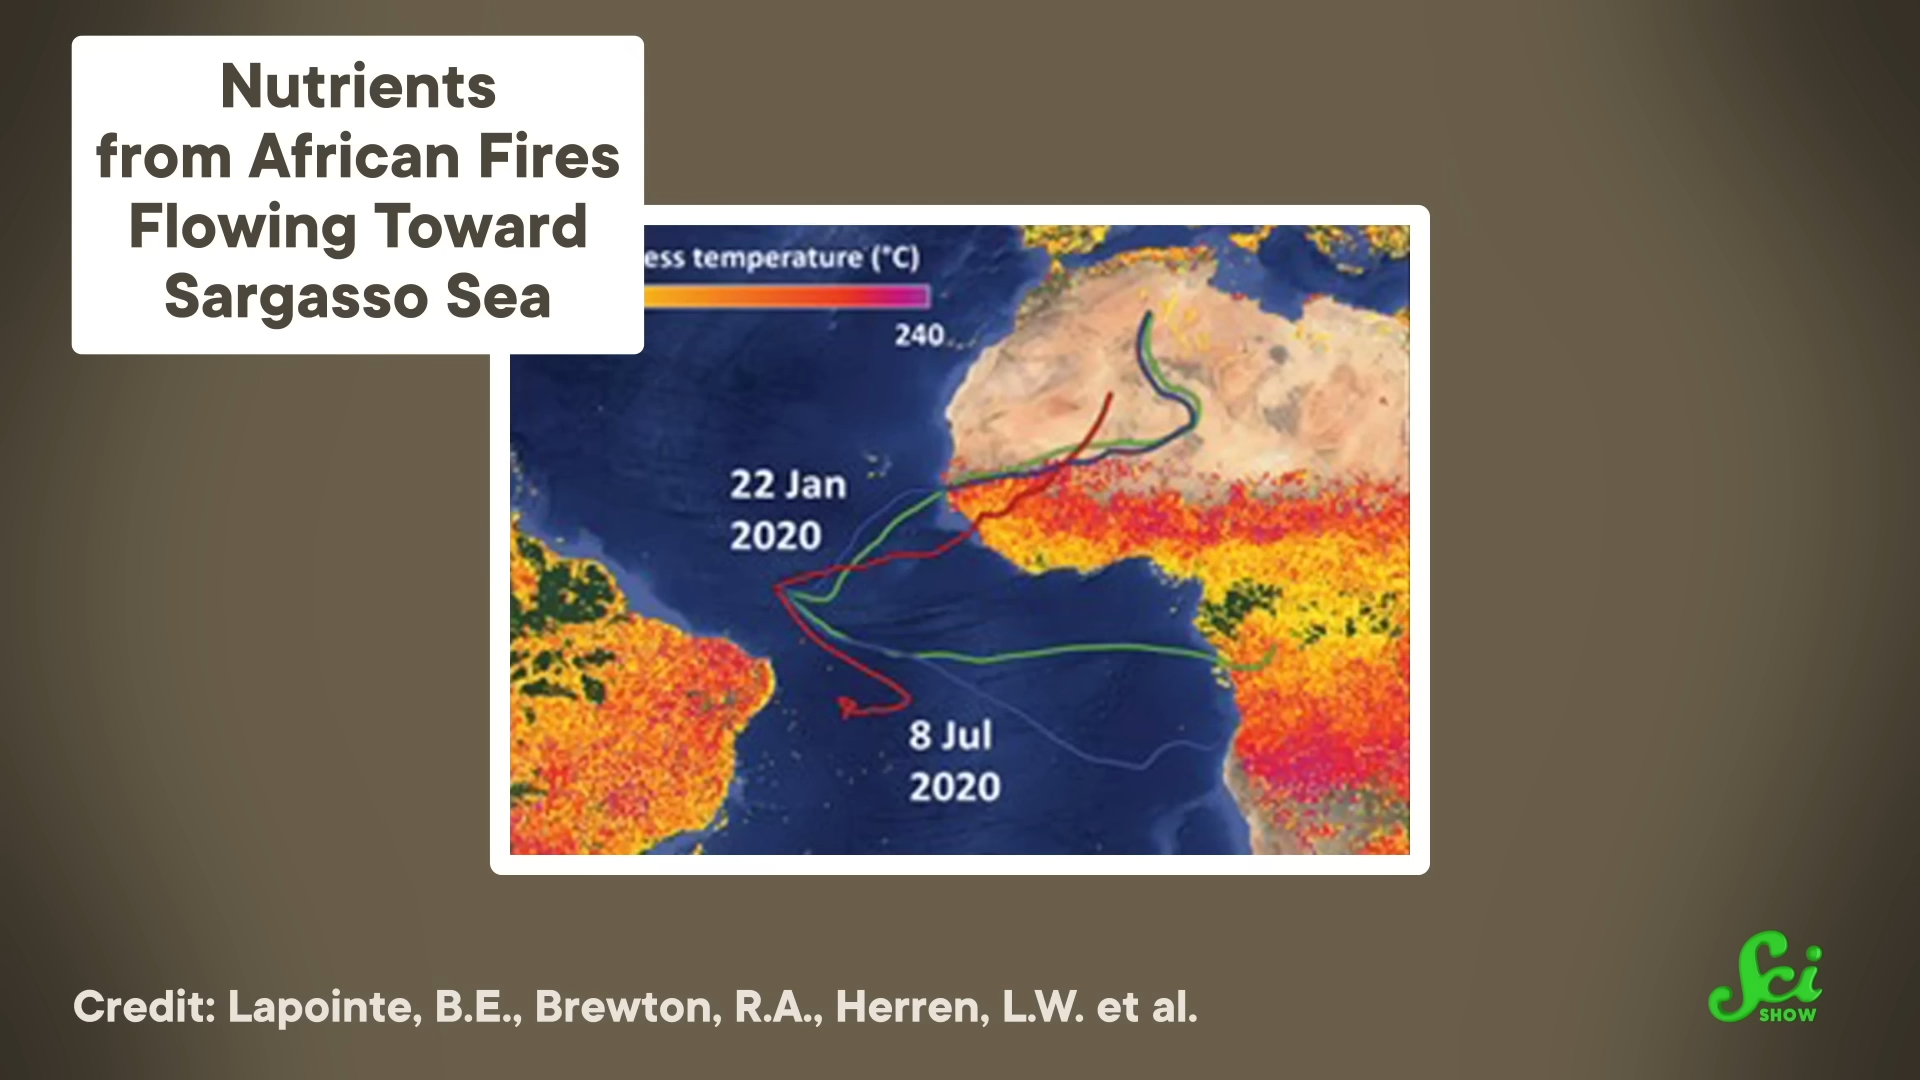 Nutrients
from African Fires
Flowing Toward
Sargasso Sea
temperature (°C)
240
22 Jan
2020
8 Jul
2020
Credit: Lapointe, B.E., Brewton, R.A., Herren, L.W. et al.
Sci
SHOW